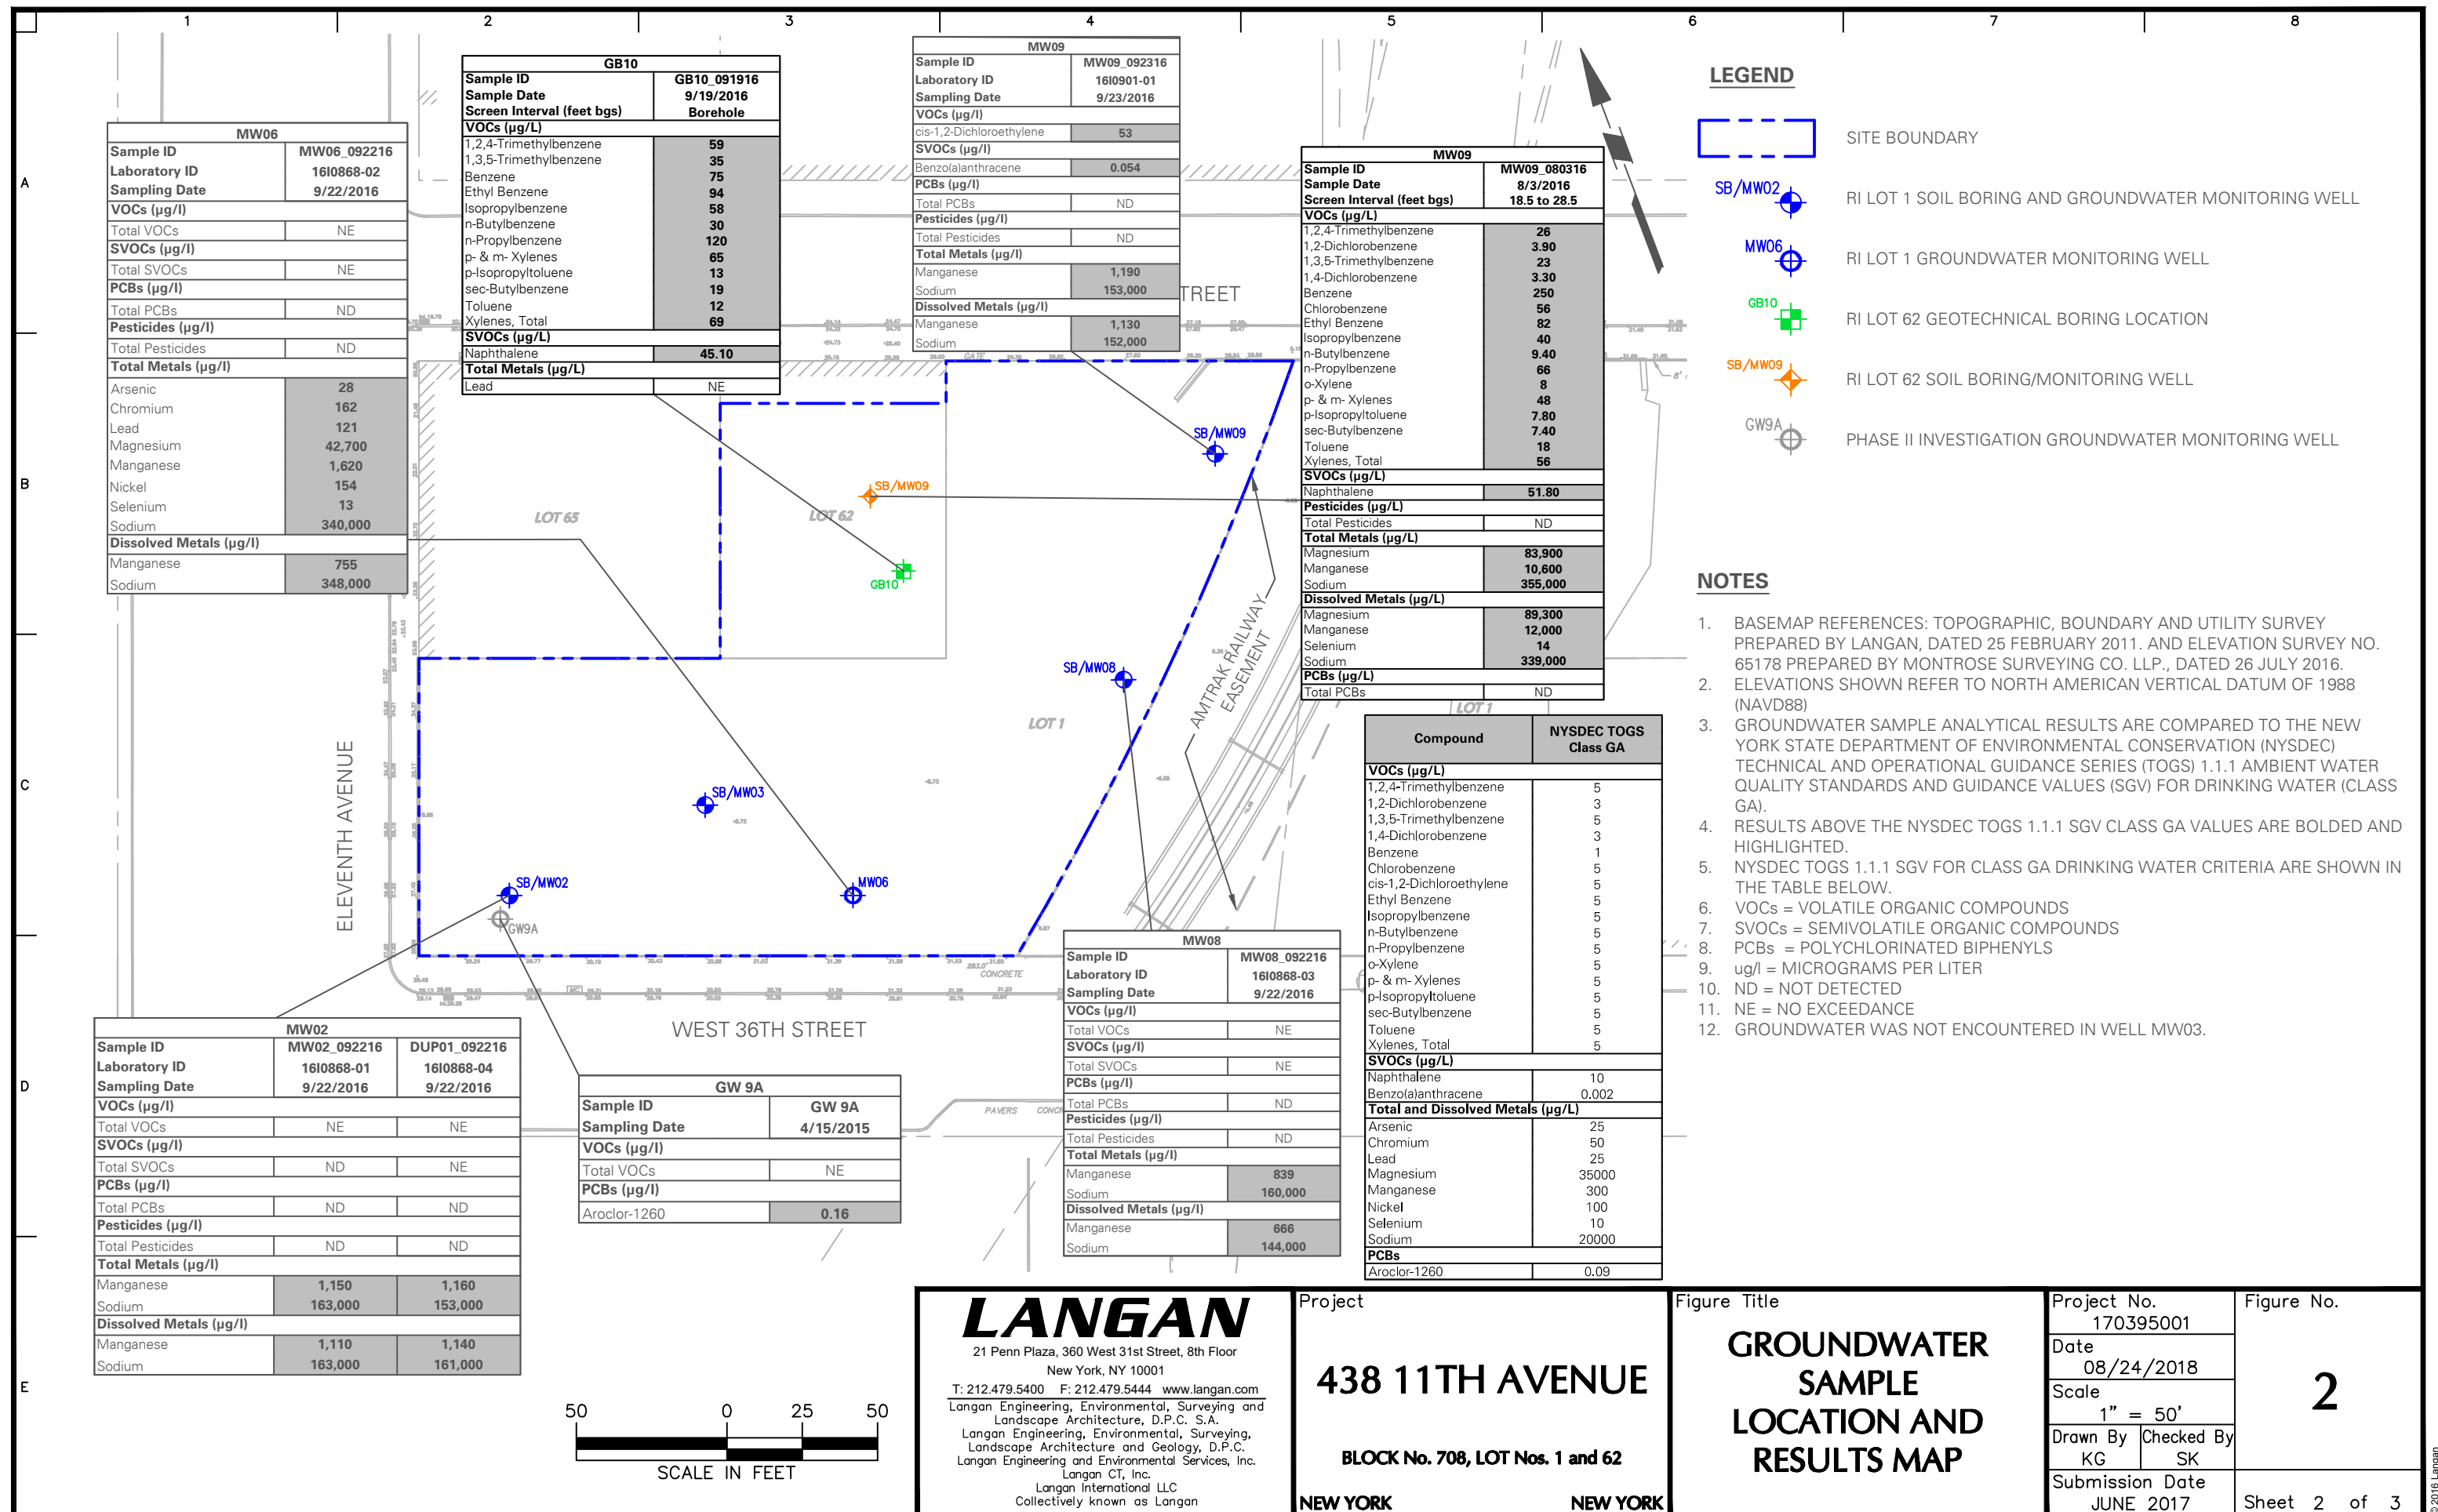 1 2 3 4 5 6 7 8
A
B
C
D
E
MW06
Sample ID MW06_092216
Laboratory ID 16I0868-02
Sampling Date 9/22/2016
VOCs (µg/l)
Total VOCs NE
SVOCs (µg/l)
Total SVOCs NE
PCBs (µg/l)
Total PCBs ND
Pesticides (µg/l)
Total Pesticides ND
Total Metals (µg/l)
Arsenic 28
Chromium 162
Lead 121
Magnesium 42,700
Manganese 1,620
Nickel 154
Selenium 13
Sodium 340,000
Dissolved Metals (µg/l)
Manganese 755
Sodium 348,000
GB10
Sample ID GB10_091916
Sample Date 9/19/2016
Screen Interval (feet bgs) Borehole
VOCs (µg/L)
1,2,4-Trimethylbenzene 59
1,3,5-Trimethylbenzene 35
Benzene 75
Ethyl Benzene 94
Isopropylbenzene 58
n-Butylbenzene 30
n-Propylbenzene 120
p- & m- Xylenes 65
p-Isopropyltoluene 13
sec-Butylbenzene 19
Toluene 12
Xylenes, Total 69
SVOCs (µg/L)
Naphthalene 45.10
Total Metals (µg/L)
Lead NE
MW09
Sample ID MW09_092316
Laboratory ID 16I0901-01
Sampling Date 9/23/2016
VOCs (µg/l)
cis-1,2-Dichloroethylene 53
SVOCs (µg/l)
Benzo(a)anthracene 0.054
PCBs (µg/l)
Total PCBs ND
Pesticides (µg/l)
Total Pesticides ND
Total Metals (µg/l)
Manganese 1,190
Sodium 153,000
Dissolved Metals (µg/l)
Manganese 1,130
Sodium 152,000
TREET
GATE
MW09
Sample ID MW09_080316
Sample Date 8/3/2016
Screen Interval (feet bgs) 18.5 to 28.5
VOCs (µg/L)
1,2,4-Trimethylbenzene 26
1,2-Dichlorobenzene 3.90
1,3,5-Trimethylbenzene 23
1,4-Dichlorobenzene 3.30
Benzene 250
Chlorobenzene 56
Ethyl Benzene 82
Isopropylbenzene 40
n-Butylbenzene 9.40
n-Propylbenzene 66
o-Xylene 8
p- & m- Xylenes 48
p-Isopropyltoluene 7.80
sec-Butylbenzene 7.40
Toluene 18
Xylenes, Total 56
SVOCs (µg/L)
Naphthalene 51.80
Pesticides (µg/L)
Total Pesticides ND
Total Metals (µg/L)
Magnesium 83,900
Manganese 10,600
Sodium 355,000
Dissolved Metals (µg/L)
Magnesium 89,300
Manganese 12,000
Selenium 14
Sodium 339,000
PCBs (µg/L)
Total PCBs ND
LEGEND
SITE BOUNDARY
SB/MW02 RI LOT 1 SOIL BORING AND GROUNDWATER MONITORING WELL
MW06 RI LOT 1 GROUNDWATER MONITORING WELL
GB10 RI LOT 62 GEOTECHNICAL BORING LOCATION
SB/MW09 RI LOT 62 SOIL BORING/MONITORING WELL
GW9A PHASE II INVESTIGATION GROUNDWATER MONITORING WELL
SB/MW09
SB/MW09
LOT 65
LOT 62
GB10
SB/MW08
LOT 1
AMTRAK RAILWAY
EASEMENT
LOT 1
ELEVENTH AVENUE
SB/MW03
SB/MW02
MW06
GW9A
CONCRETE
WEST 36TH STREET
PAVERS
NOTES
1. BASEMAP REFERENCES: TOPOGRAPHIC, BOUNDARY AND UTILITY SURVEY
PREPARED BY LANGAN, DATED 25 FEBRUARY 2011. AND ELEVATION SURVEY NO.
65178 PREPARED BY MONTROSE SURVEYING CO. LLP., DATED 26 JULY 2016.
2. ELEVATIONS SHOWN REFER TO NORTH AMERICAN VERTICAL DATUM OF 1988
(NAVD88)
3. GROUNDWATER SAMPLE ANALYTICAL RESULTS ARE COMPARED TO THE NEW
YORK STATE DEPARTMENT OF ENVIRONMENTAL CONSERVATION (NYSDEC)
TECHNICAL AND OPERATIONAL GUIDANCE SERIES (TOGS) 1.1.1 AMBIENT WATER
QUALITY STANDARDS AND GUIDANCE VALUES (SGV) FOR DRINKING WATER (CLASS
GA).
4. RESULTS ABOVE THE NYSDEC TOGS 1.1.1 SGV CLASS GA VALUES ARE BOLDED AND
HIGHLIGHTED.
5. NYSDEC TOGS 1.1.1 SGV FOR CLASS GA DRINKING WATER CRITERIA ARE SHOWN IN
THE TABLE BELOW.
6. VOCs = VOLATILE ORGANIC COMPOUNDS
7. SVOCs = SEMIVOLATILE ORGANIC COMPOUNDS
8. PCBs = POLYCHLORINATED BIPHENYLS
9. ug/l = MICROGRAMS PER LITER
10. ND = NOT DETECTED
11. NE = NO EXCEEDANCE
12. GROUNDWATER WAS NOT ENCOUNTERED IN WELL MW03.
Compound NYSDEC TOGS
Class GA
VOCs (µg/L)
1,2,4-Trimethylbenzene 5
1,2-Dichlorobenzene 3
1,3,5-Trimethylbenzene 5
1,4-Dichlorobenzene 3
Benzene 1
Chlorobenzene 5
cis-1,2-Dichloroethylene 5
Ethyl Benzene 5
Isopropylbenzene 5
n-Butylbenzene 5
n-Propylbenzene 5
o-Xylene 5
p- & m- Xylenes 5
p-Isopropyltoluene 5
sec-Butylbenzene 5
Toluene 5
Xylenes, Total 5
SVOCs (µg/L)
Naphthalene 10
Benzo(a)anthracene 0.002
Total and Dissolved Metals (µg/L)
Arsenic 25
Chromium 50
Lead 25
Magnesium 35000
Manganese 300
Nickel 100
Selenium 10
Sodium 20000
PCBs
Aroclor-1260 0.09
MW08
Sample ID MW08_092216
Laboratory ID 16I0868-03
Sampling Date 9/22/2016
VOCs (µg/l)
Total VOCs NE
SVOCs (µg/l)
Total SVOCs NE
PCBs (µg/l)
Total PCBs ND
Pesticides (µg/l)
Total Pesticides ND
Total Metals (µg/l)
Manganese 839
Sodium 160,000
Dissolved Metals (µg/l)
Manganese 666
Sodium 144,000
MW02
Sample ID MW02_092216 DUP01_092216
Laboratory ID 16I0868-01 16I0868-04
Sampling Date 9/22/2016 9/22/2016
VOCs (µg/l)
Total VOCs NE NE
SVOCs (µg/l)
Total SVOCs ND NE
PCBs (µg/l)
Total PCBs ND ND
Pesticides (µg/l)
Total Pesticides ND ND
Total Metals (µg/l)
Manganese 1,150 1,160
Sodium 163,000 153,000
Dissolved Metals (µg/l)
Manganese 1,110 1,140
Sodium 163,000 161,000
GW 9A
Sample ID GW 9A
Sampling Date 4/15/2015
VOCs (µg/l)
Total VOCs NE
PCBs (µg/l)
Aroclor-1260 0.16
50 0 25 50
SCALE IN FEET
LANGAN
21 Penn Plaza, 360 West 31st Street, 8th Floor
New York, NY 10001
T: 212.479.5400 F: 212.479.5444 www.langan.com
Langan Engineering, Environmental, Surveying and
Landscape Architecture, D.P.C. S.A.
Langan Engineering, Environmental, Surveying,
Landscape Architecture and Geology, D.P.C.
Langan Engineering and Environmental Services, Inc.
Langan CT, Inc.
Langan International LLC
Collectively known as Langan
Project
438 11TH AVENUE
BLOCK No. 708, LOT Nos. 1 and 62
NEW YORK NEW YORK
Figure Title
GROUNDWATER
SAMPLE
LOCATION AND
RESULTS MAP
Project No.
170395001
Date
08/24/2018
Scale
1" = 50'
Drawn By Checked By
KG SK
Submission Date
JUNE 2017
Figure No.
2
Sheet 2 of 3
© 2016 Langan